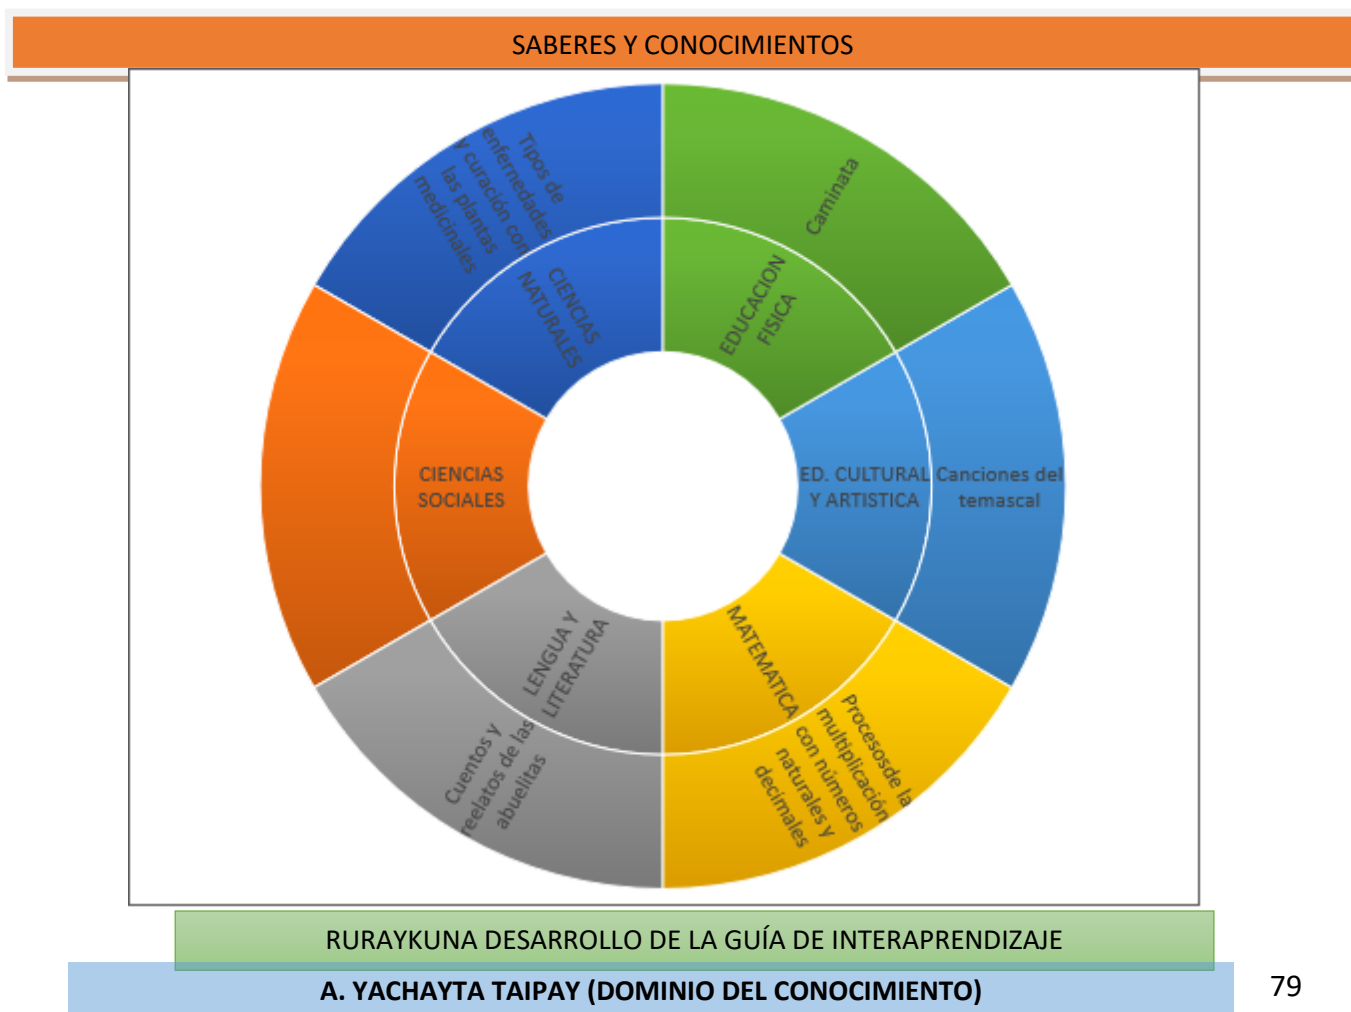 SABERES Y CONOCIMIENTOS
Tipos de
enfermedades
y curación con
las plantas
medicinales
CIENCIAS
NATURALES
Caminata
EDUCACION
FISICA
CIENCIAS
SOCIALES
ED. CULTURAL
Y ARTISTICA
Canciones del
temascal
LENGUA Y
LITERATURA
Cuentos y
reelatos de las
abuelitas
MATEMATICA
Procesosde la
multiplicación
con números
naturales y
decimales
RURAYKUNA DESARROLLO DE LA GUÍA DE INTERAPRENDIZAJE
A. YACHAYTA TAIPAY (DOMINIO DEL CONOCIMIENTO)
79